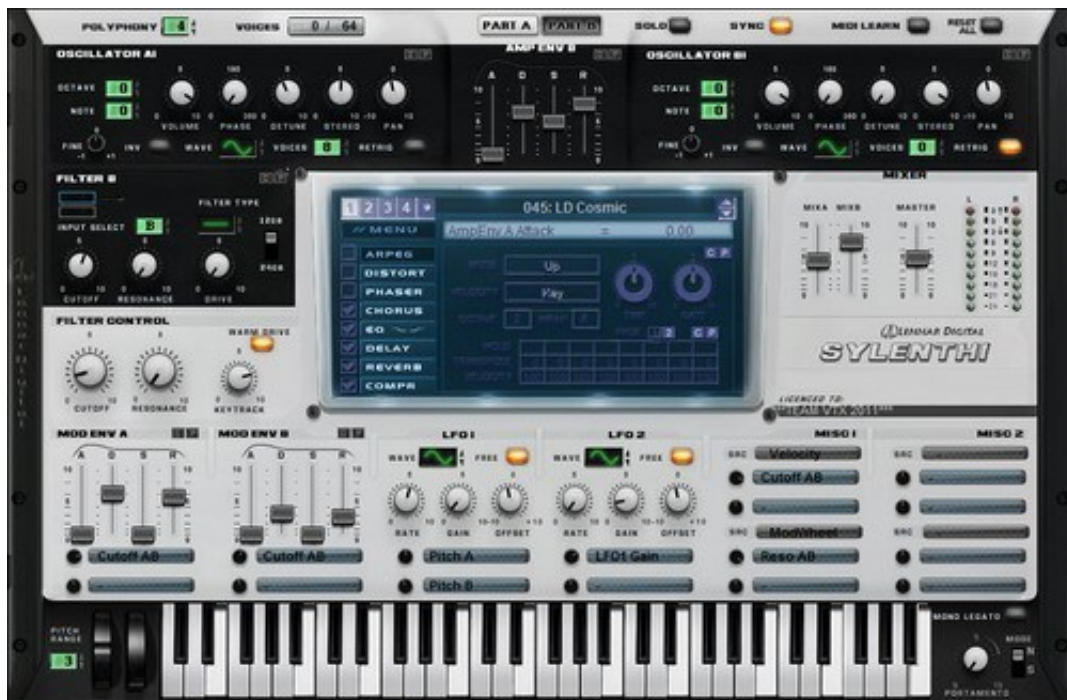 POLYPHONY 4 VOICES 0 / 64 PART A PART B SOLO SYNC MIDI LEARN RESET ALL
OSCILLATOR A1 AMP ENV B OSCILLATOR B1
OCTAVE 0
NOTE 0
FINE INV WAVE VOICES 8 RETRIG
VOLUME PHASE DETUNE STEREO PAN
A D S R
OCTAVE 0
NOTE 0
VOLUME PHASE DETUNE STEREO PAN
FINE INV WAVE VOICES 0 RETRIG
FILTER B
FILTER TYPE
INPUT SELECT B
CUTOFF RESONANCE DRIVE
12DB
24DB
1 2 3 4 * 045: LD Cosmic
// MENU AmpEnv A Attack = 0.00
ARPEG
DISTORT
PHASER
CHORUS
EQ
DELAY
REVERB
COMPR
MODE Up
VELOCITY Key
MIXER
MIX A MIX B MASTER L R
LENNAR DIGITAL
SYLENTH1
LICENCED TO:
**TEAM VTX 2011***
FILTER CONTROL
WARM DRIVE
CUTOFF RESONANCE KEYTRACK
MOD ENV A MOD ENV B LFO 1 LFO 2 MISC 1 MISC 2
A D S R
Cutoff AB
A D S R
Cutoff AB
WAVE FREE
RATE GAIN OFFSET
Pitch A
Pitch B
WAVE FREE
RATE GAIN OFFSET
LFO1 Gain
SRC Velocity
Cutoff AB
SRC ModWheel
Reso AB
SRC
SRC
PITCH RANGE
3
MONO LEGATO
MODE
N
S
PORTAMENTO